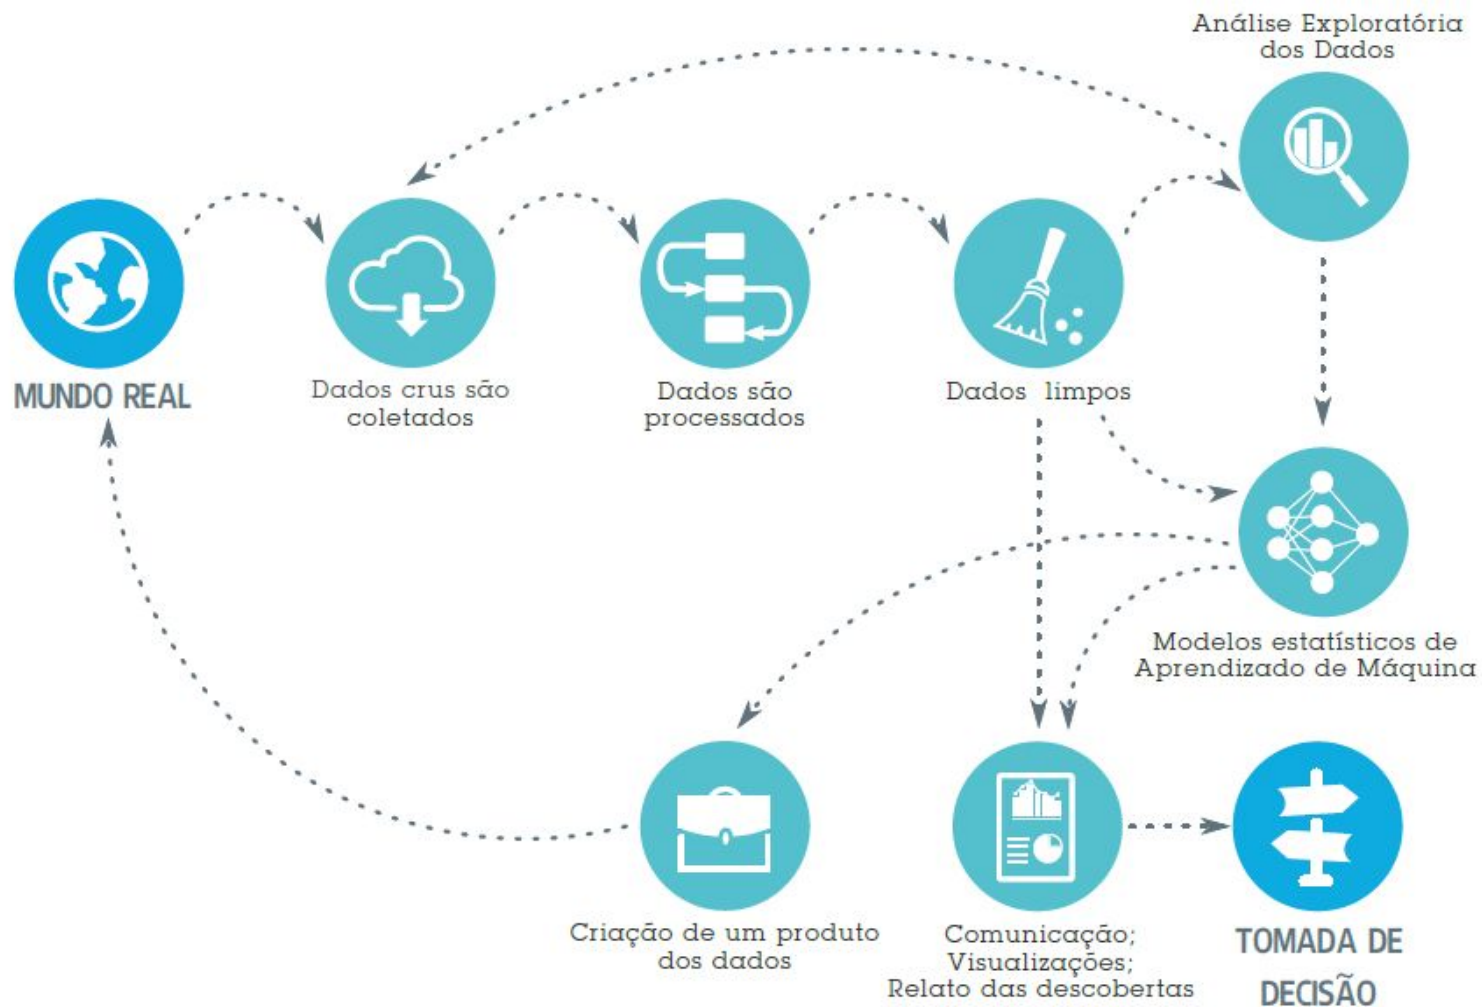 Análise Exploratória
dos Dados
MUNDO REAL
Dados crus são
coletados
Dados são
processados
Dados limpos
Modelos estatísticos de
Aprendizado de Máquina
Criação de um produto
dos dados
Comunicação;
Visualizações;
Relato das descobertas
TOMADA DE
DECISÃO